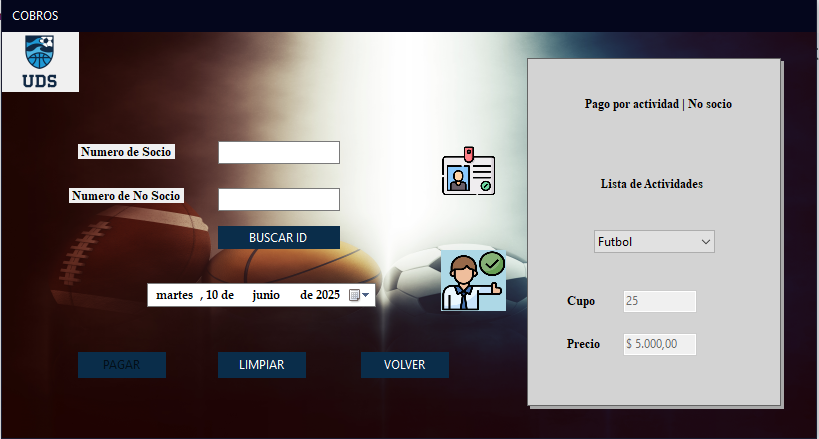 COBROS
UDS
Numero de Socio
Numero de No Socio
BUSCAR ID
martes , 10 de junio de 2025
PAGAR
LIMPIAR
VOLVER
Pago por actividad | No socio
Lista de Actividades
Futbol
Cupo
25
Precio
$ 5.000,00